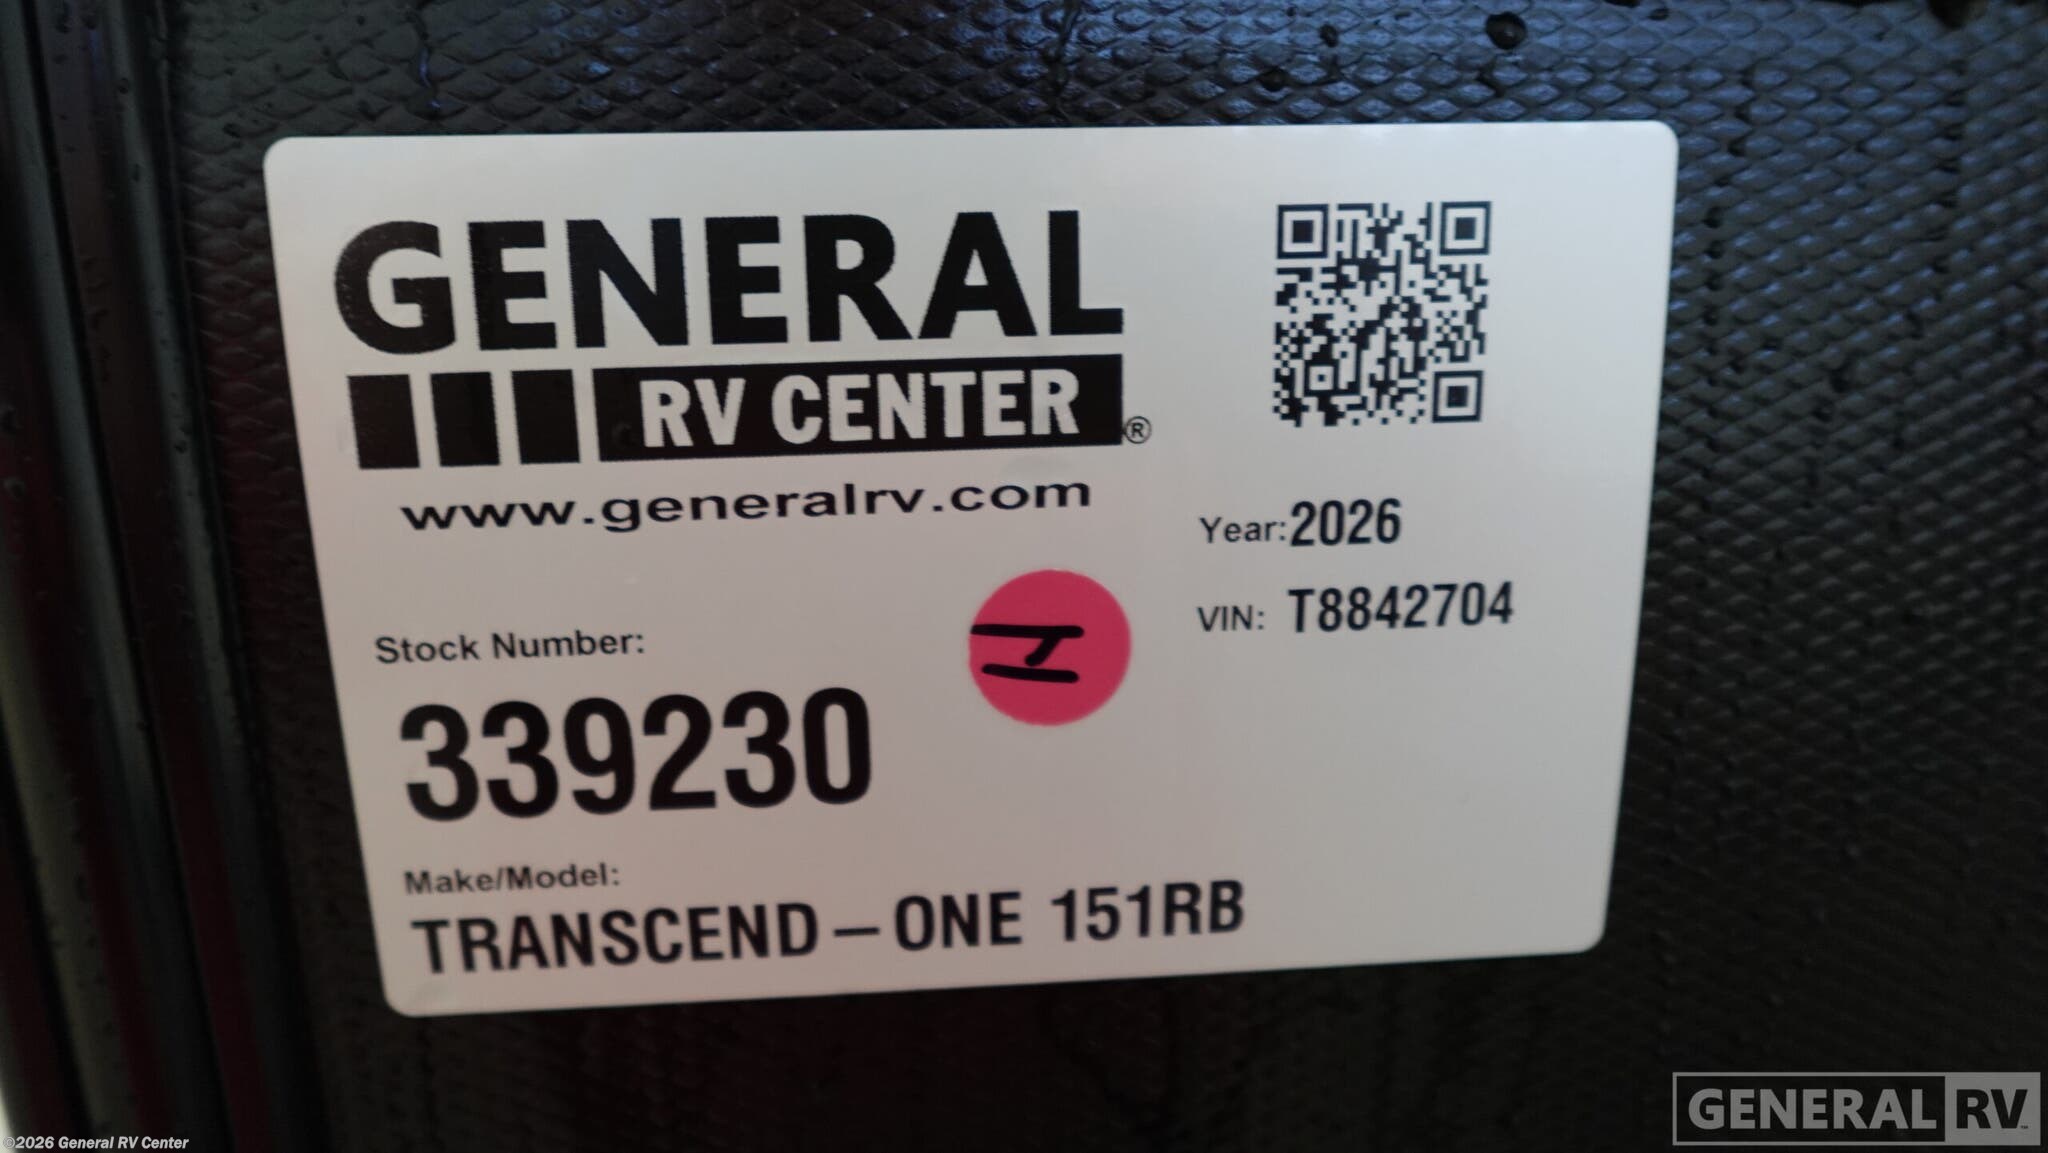 GENERAL
RV CENTER®
www.generalrv.com
Year: 2026
VIN: T8842704
Stock Number:
339230
Make/Model:
TRANSCEND-ONE 151RB
©2026 General RV Center
GENERAL RV™